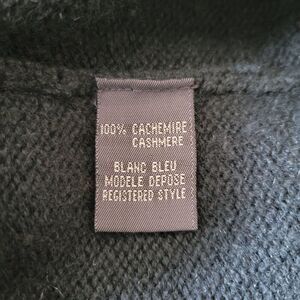 100% CACHEMIRE
CASHMERE
BLANC BLEU
MODELE DEPOSE
REGISTERED STYLE